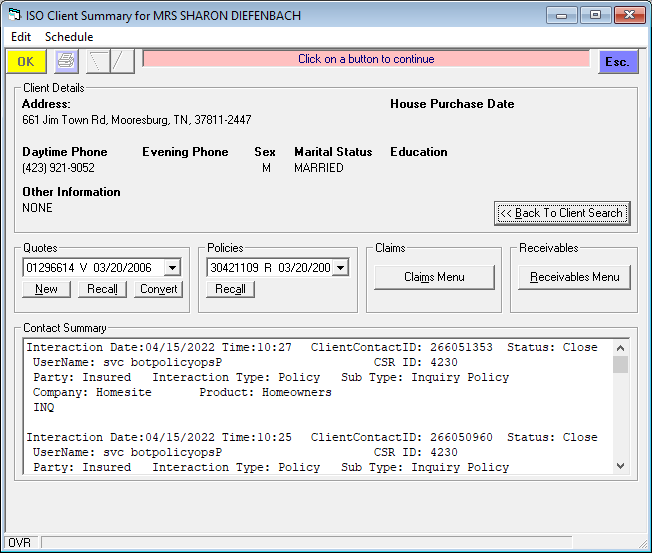 ISO Client Summary for MRS SHARON DIEFENBACH
Edit Schedule
OK Click on a button to continue Esc.
Client Details
Address: House Purchase Date
661 Jim Town Rd, Mooresburg, TN, 37811-2447
Daytime Phone Evening Phone Sex Marital Status Education
(423) 921-9052 M MARRIED
Other Information
NONE
<< Back To Client Search
Quotes Policies Claims Receivables
01296614 V 03/20/2006 30421109 R 03/20/200 Claims Menu Receivables Menu
New Recall Convert Recall
Contact Summary
Interaction Date:04/15/2022 Time:10:27 ClientContactID: 266051353 Status: Close
UserName: svc botpolicyopsP CSR ID: 4230
Party: Insured Interaction Type: Policy Sub Type: Inquiry Policy
Company: Homesite Product: Homeowners
INQ
Interaction Date:04/15/2022 Time:10:25 ClientContactID: 266050960 Status: Close
UserName: svc botpolicyopsP CSR ID: 4230
Party: Insured Interaction Type: Policy Sub Type: Inquiry Policy
OVR